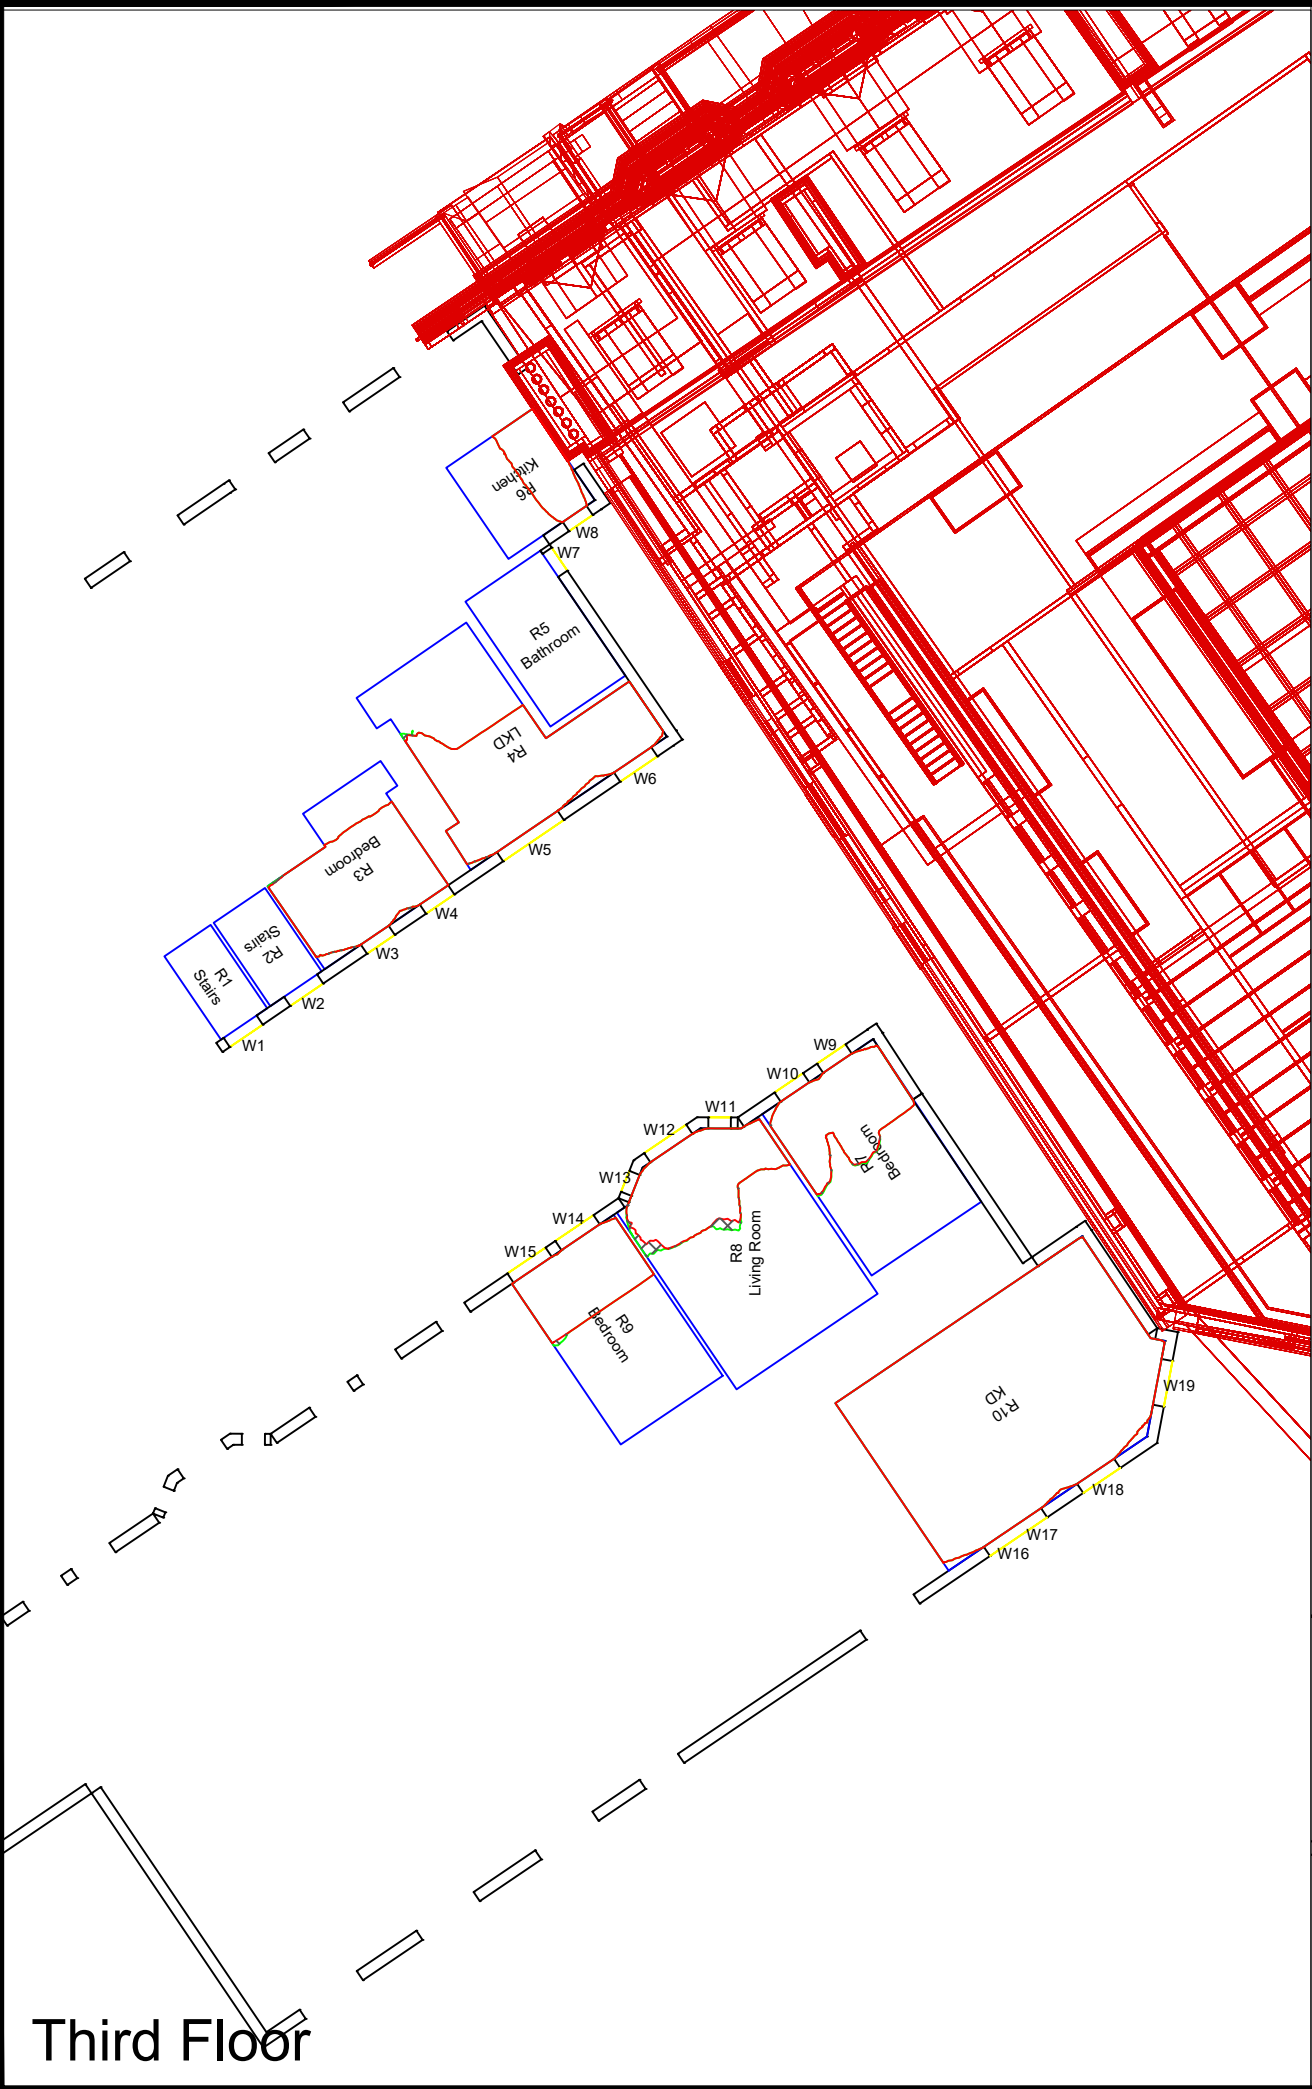 Kitchen
R6
W8
W7
R5
Bathroom
LKD
R4
W6
W5
Bedroom
R3
W4
W3
Stairs
R2
R1
Stairs
W2
W1
W9
W10
W11
W12
W13
W14
W15
R7
Bedroom
R8
Living Room
R9
Bedroom
KD
R10
W19
W18
W17
W16
Third Floor